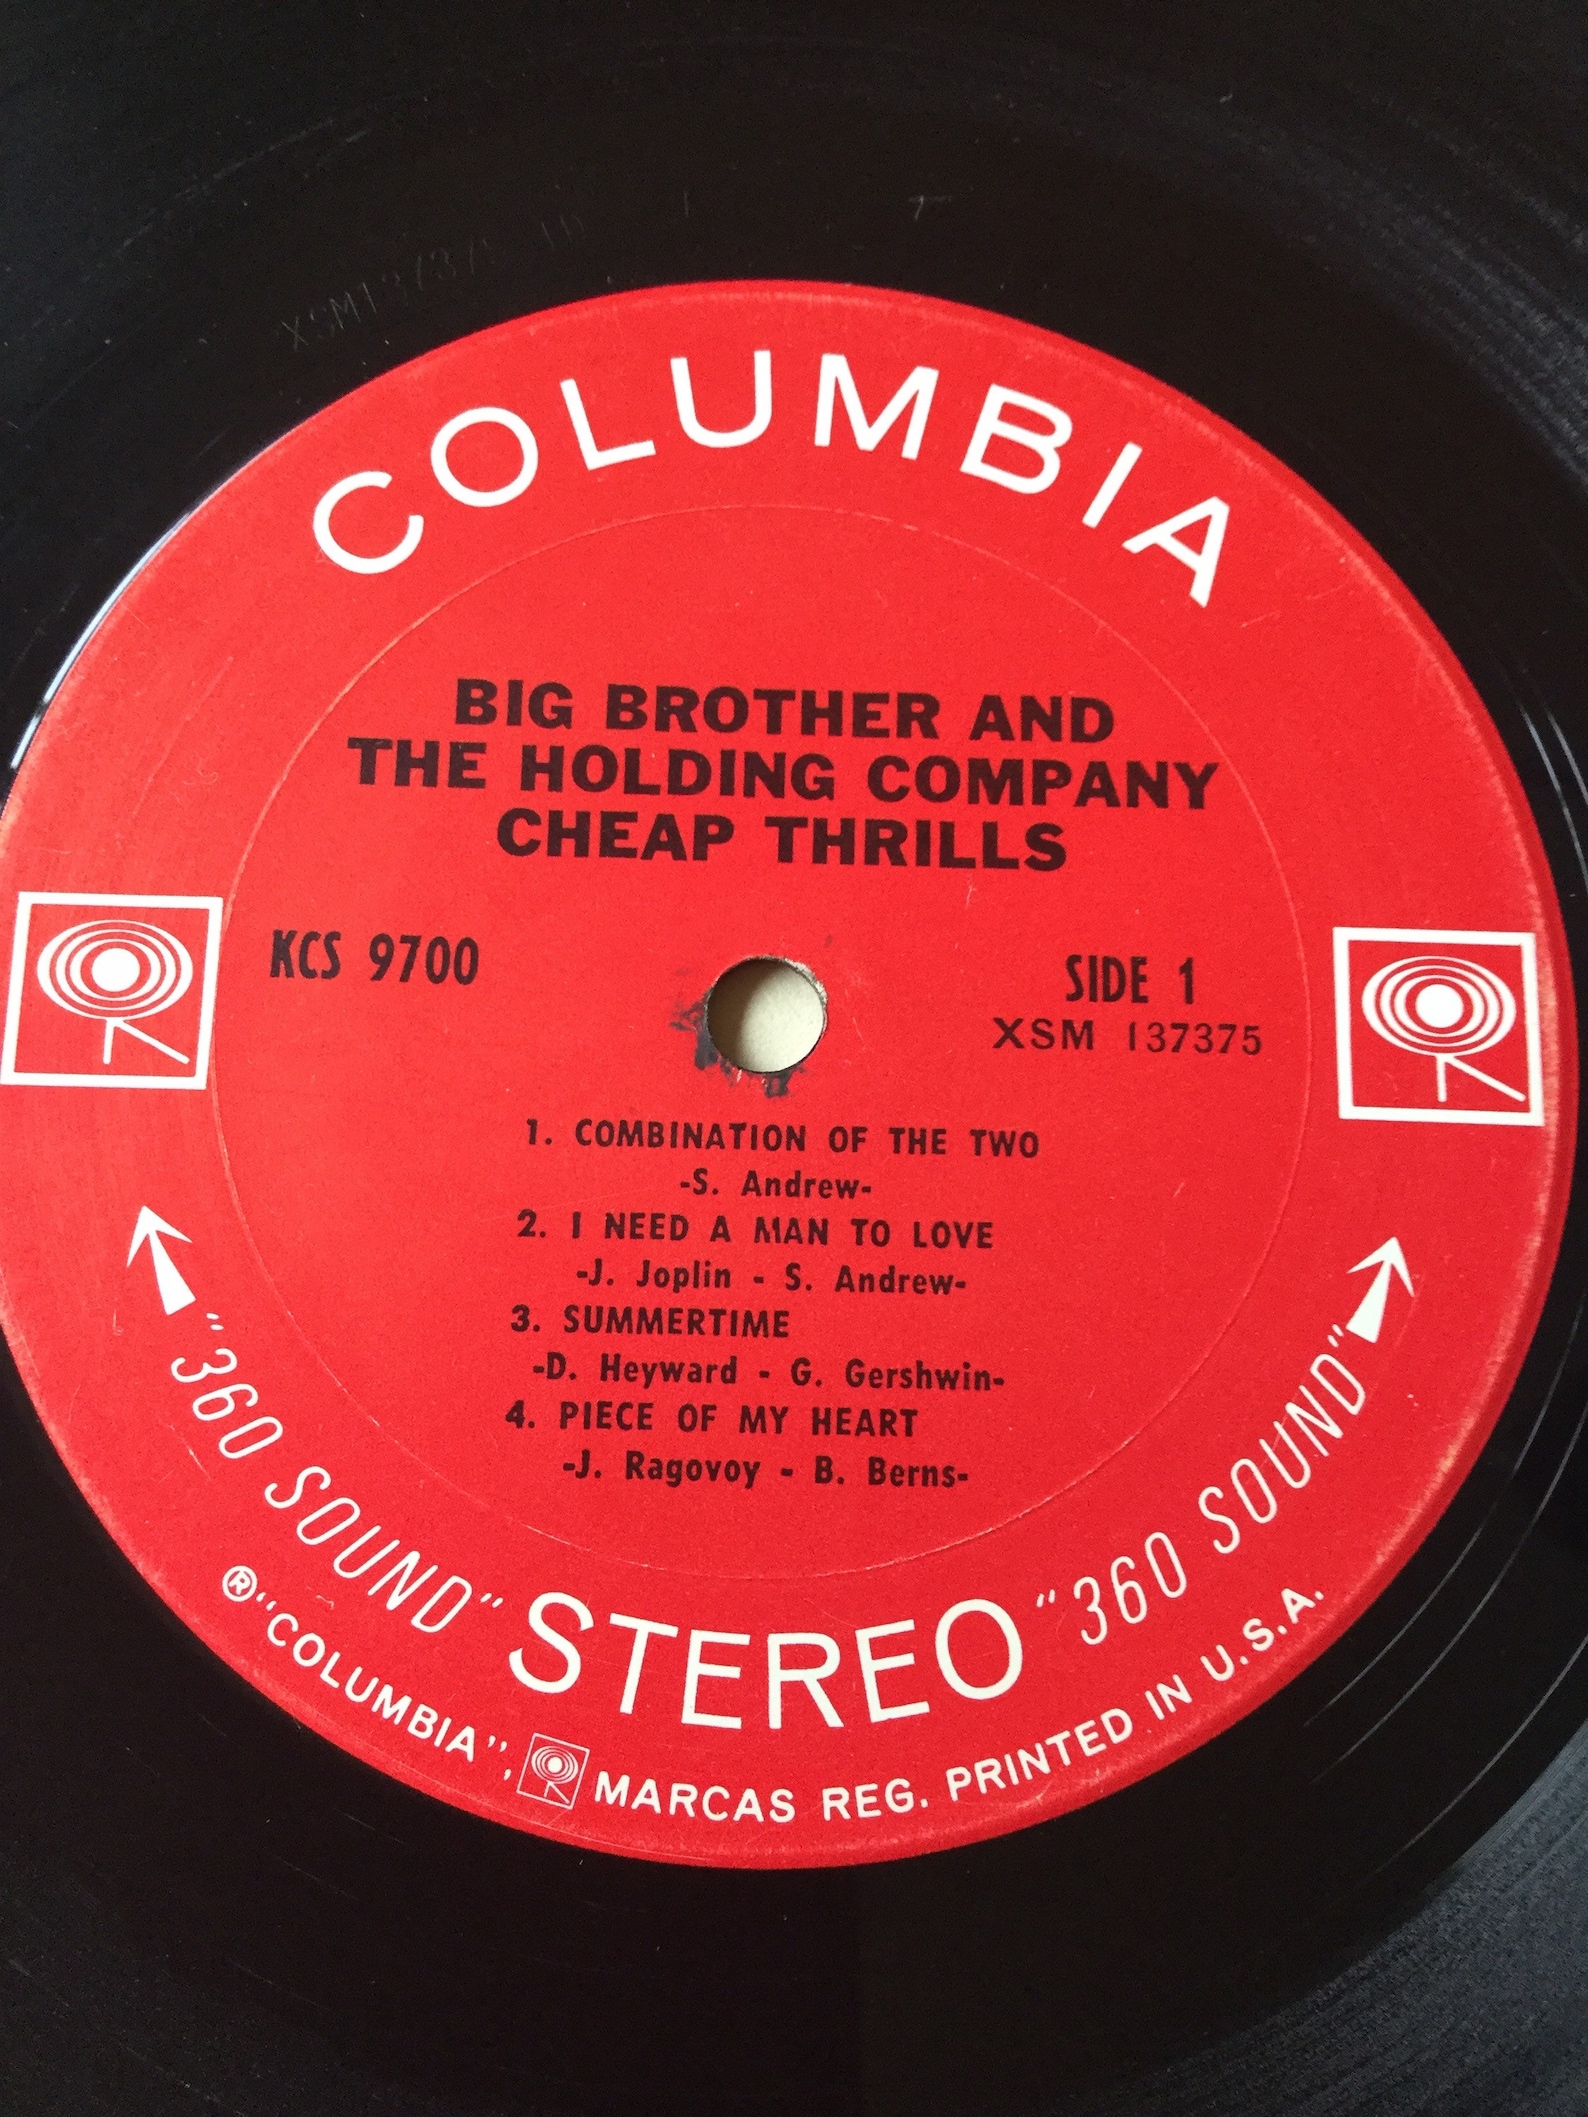 COLUMBIA
BIG BROTHER AND
THE HOLDING COMPANY
CHEAP THRILLS
KCS 9700
SIDE 1
XSM 137375
1. COMBINATION OF THE TWO
-S. Andrew-
2. I NEED A MAN TO LOVE
-J. Joplin - S. Andrew-
3. SUMMERTIME
-D. Heyward - G. Gershwin-
4. PIECE OF MY HEART
-J. Ragovoy - B. Berns-
"360 SOUND" STEREO "360 SOUND"
® "COLUMBIA", MARCAS REG. PRINTED IN U.S.A.